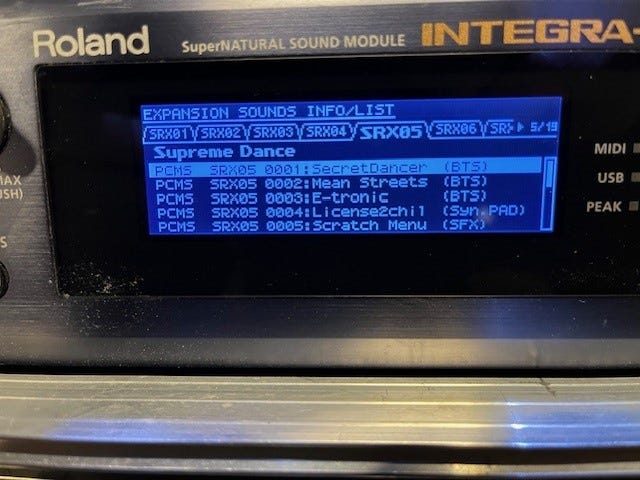 Roland SuperNATURAL SOUND MODULE INTEGRA-
EXPANSION SOUNDS INFO/LIST
SRX01 SRX02 SRX03 SRX04 SRX05 SRX06 SRX 5/19
Supreme Dance
PCMS SRX05 0001:SecretDancer (BTS)
PCMS SRX05 0002:Mean Streets (BTS)
PCMS SRX05 0003:E-tronic (BTS)
PCMS SRX05 0004:License2chil (Syn.PAD)
PCMS SRX05 0005:Scratch Menu (SFX)
MIDI
USB
PEAK